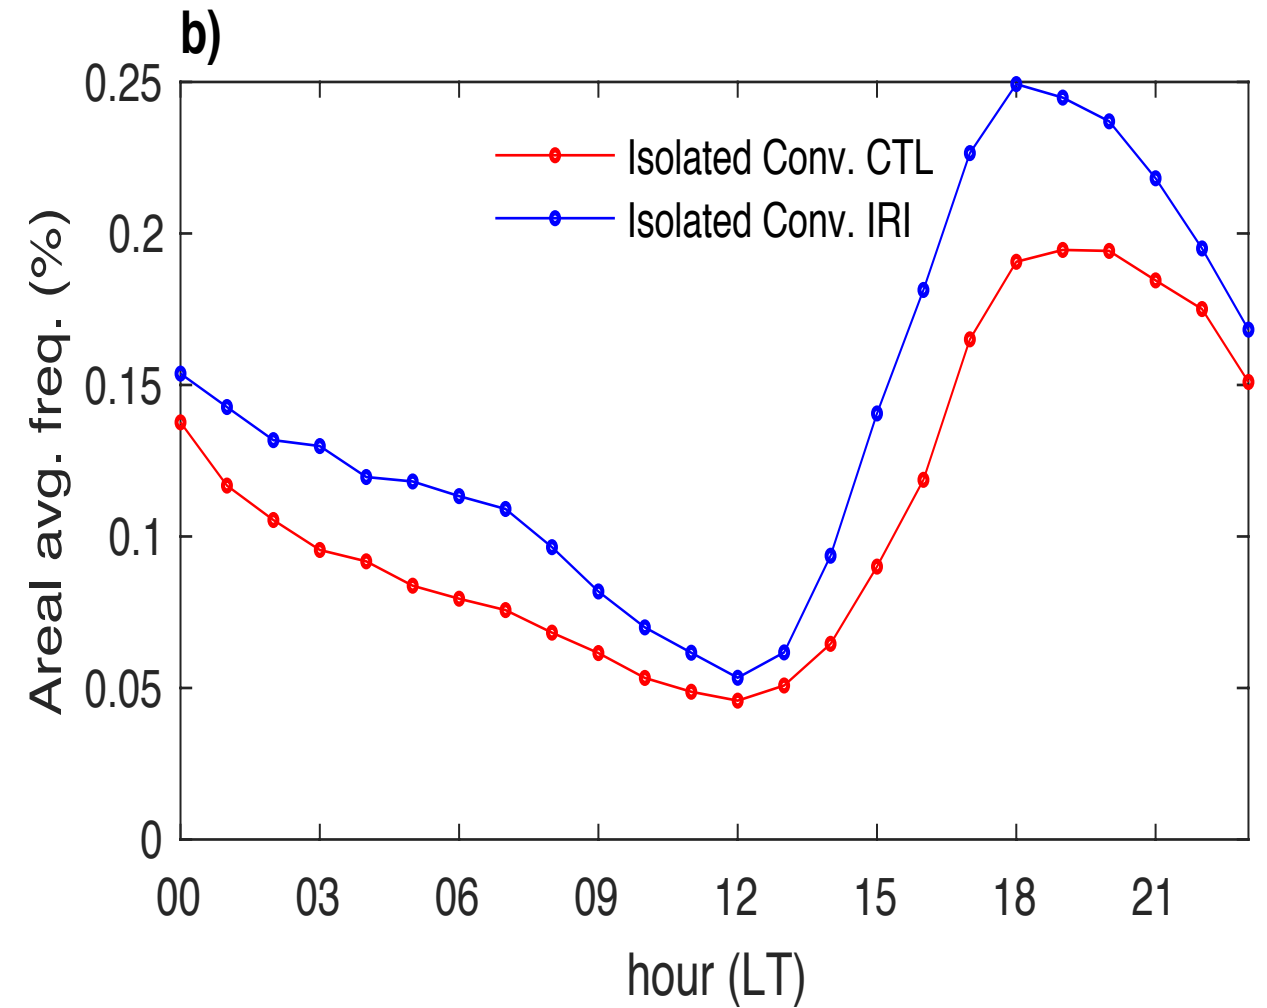 b)
0.25
0.2
0.15
0.1
0.05
0
Areal avg. freq. (%)
Isolated Conv. CTL
Isolated Conv. IRI
00 03 06 09 12 15 18 21
hour (LT)